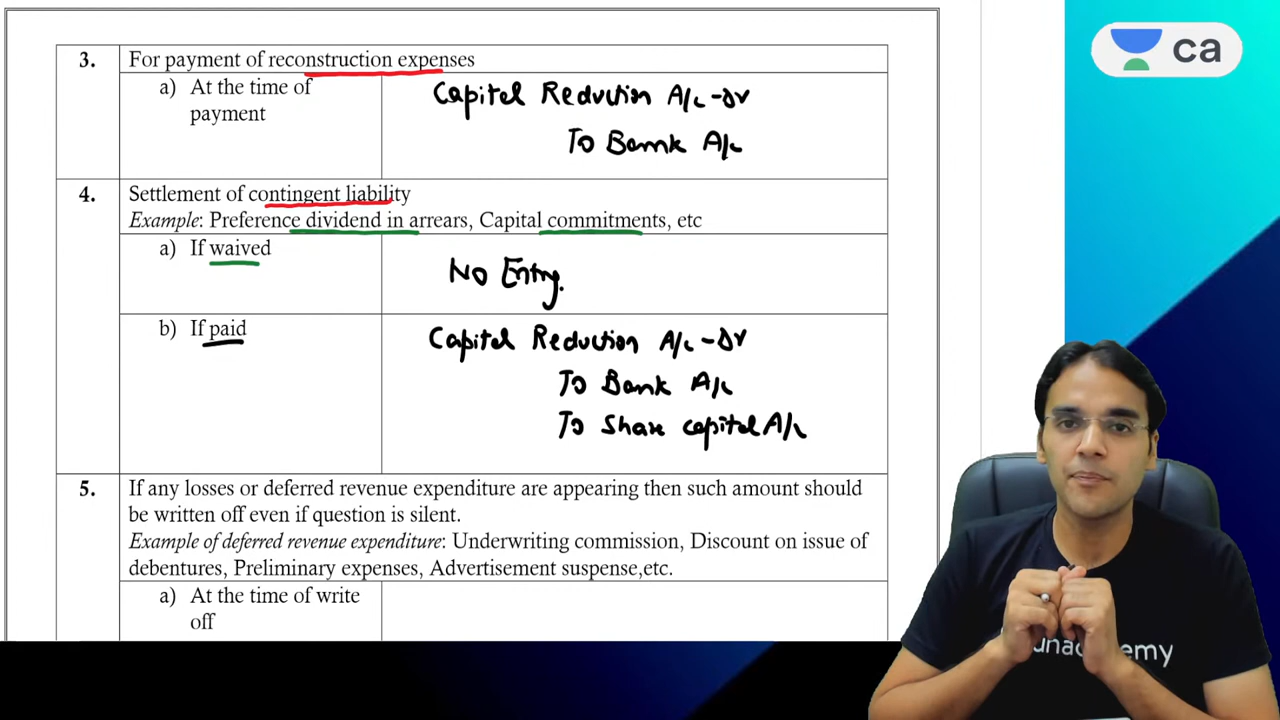 ca
3. For payment of reconstruction expenses
a) At the time of
payment
Capital Reduction A/c - Dr
To Bank A/c
4. Settlement of contingent liability
Example: Preference dividend in arrears, Capital commitments, etc
a) If waived
No Entry.
b) If paid
Capital Reduction A/c - Dr
To Bank A/c
To Share capital A/c
5. If any losses or deferred revenue expenditure are appearing then such amount should
be written off even if question is silent.
Example of deferred revenue expenditure: Underwriting commission, Discount on issue of
debentures, Preliminary expenses, Advertisement suspense,etc.
a) At the time of write
off